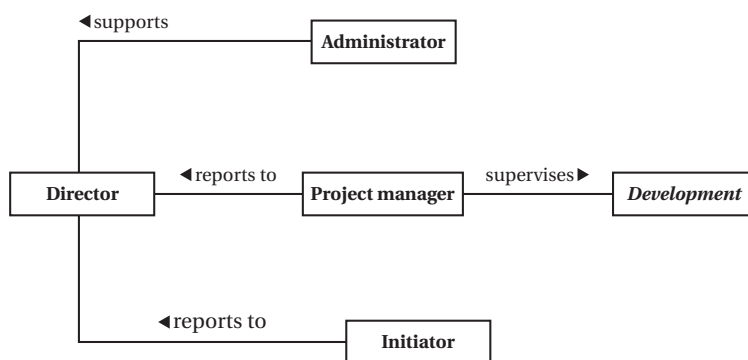 ◀supports
Administrator
◀reports to
supervises▶
Director
Project manager
Development
◀reports to
Initiator